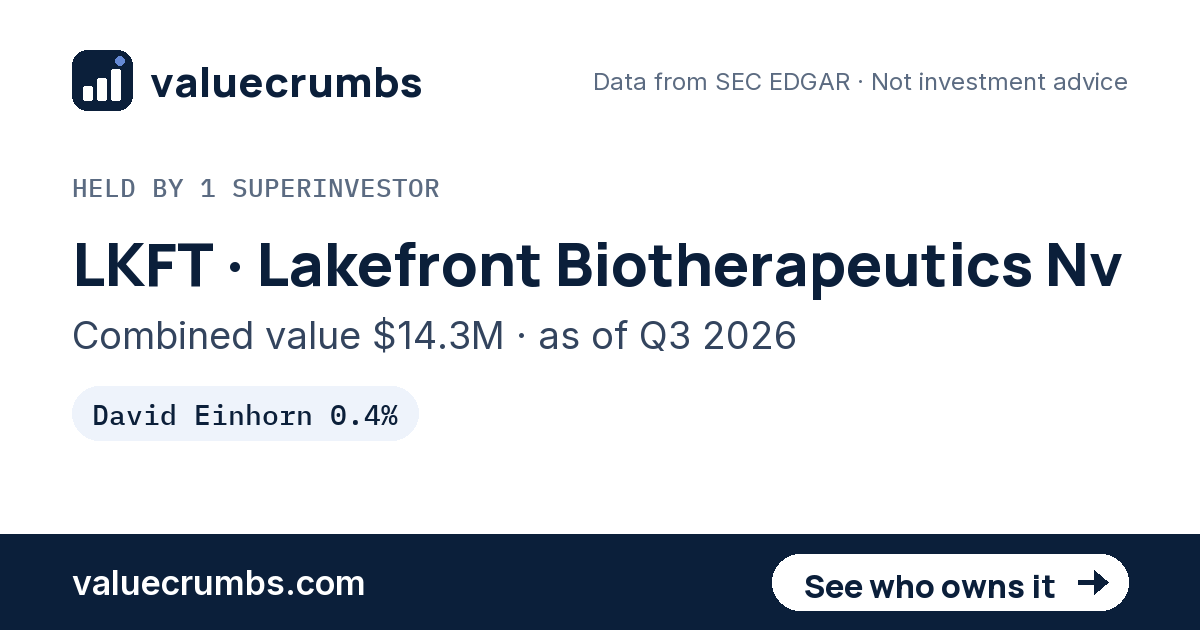 valuecrumbs
Data from SEC EDGAR · Not investment advice
HELD BY 1 SUPERINVESTOR
LKFT · Lakefront Biotherapeutics Nv
Combined value $14.3M · as of Q3 2026
David Einhorn 0.4%
valuecrumbs.com
See who owns it →